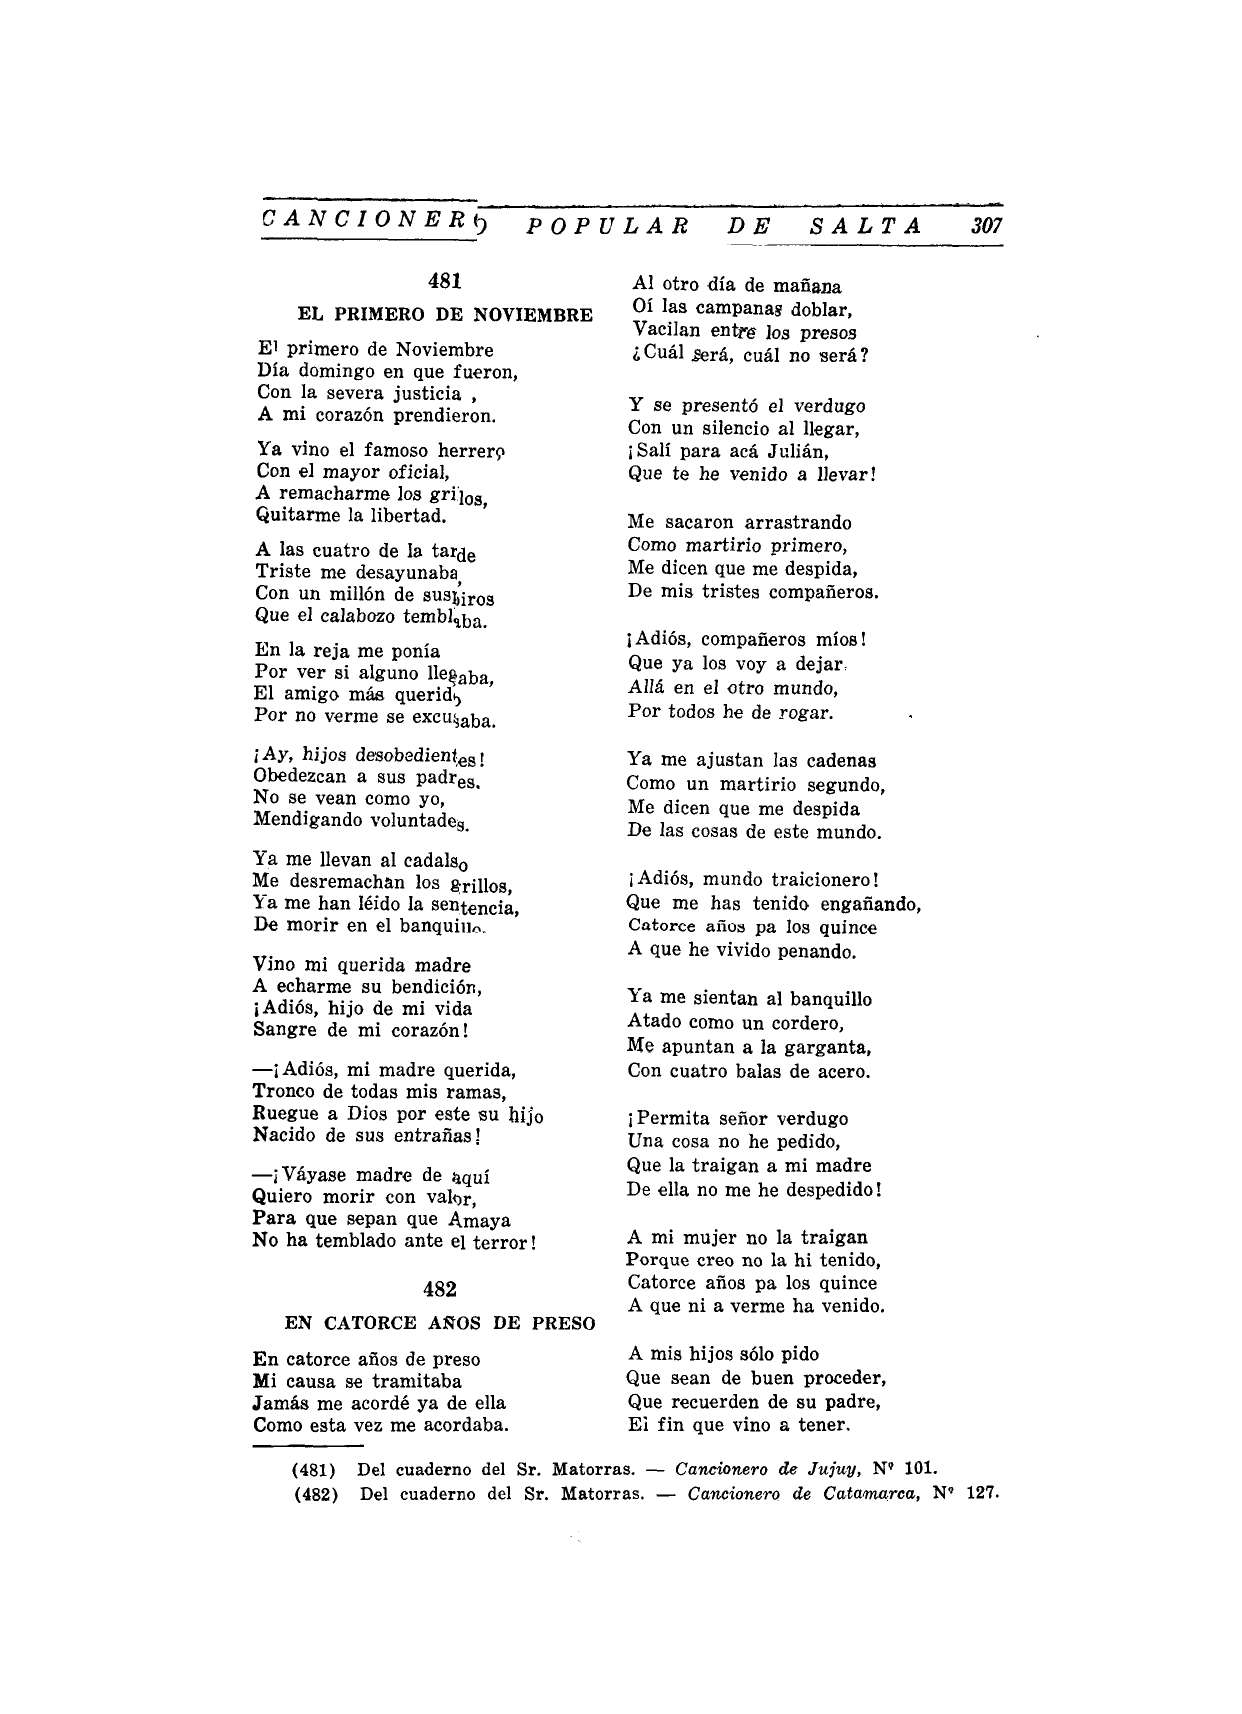 CANCIONERO POPULAR DE SALTA 307
481
EL PRIMERO DE NOVIEMBRE
El primero de Noviembre
Día domingo en que fueron,
Con la severa justicia ,
A mi corazón prendieron.
Ya vino el famoso herrero
Con el mayor oficial,
A remacharme los grillos,
Quitarme la libertad.
A las cuatro de la tarde
Triste me desayunaba,
Con un millón de suspiros
Que el calabozo temblaba.
En la reja me ponía
Por ver si alguno llegaba,
El amigo más querido
Por no verme se excusaba.
¡Ay, hijos desobedientes!
Obedezcan a sus padres.
No se vean como yo,
Mendigando voluntades.
Ya me llevan al cadalso
Me desremachan los grillos,
Ya me han léido la sentencia,
De morir en el banquillo.
Vino mi querida madre
A echarme su bendición,
¡Adiós, hijo de mi vida
Sangre de mi corazón!
—¡Adiós, mi madre querida,
Tronco de todas mis ramas,
Ruegue a Dios por este su hijo
Nacido de sus entrañas!
—¡Váyase madre de aquí
Quiero morir con valor,
Para que sepan que Amaya
No ha temblado ante el terror!
482
EN CATORCE AÑOS DE PRESO
En catorce años de preso
Mi causa se tramitaba
Jamás me acordé ya de ella
Como esta vez me acordaba.
Al otro día de mañana
Oí las campanas doblar,
Vacilan entre los presos
¿Cuál será, cuál no será?
Y se presentó el verdugo
Con un silencio al llegar,
¡Salí para acá Julián,
Que te he venido a llevar!
Me sacaron arrastrando
Como martirio primero,
Me dicen que me despida,
De mis tristes compañeros.
¡Adiós, compañeros míos!
Que ya los voy a dejar.
Allá en el otro mundo,
Por todos he de rogar.
Ya me ajustan las cadenas
Como un martirio segundo,
Me dicen que me despida
De las cosas de este mundo.
¡Adiós, mundo traicionero!
Que me has tenido engañando,
Catorce años pa los quince
A que he vivido penando.
Ya me sientan al banquillo
Atado como un cordero,
Me apuntan a la garganta,
Con cuatro balas de acero.
¡Permita señor verdugo
Una cosa no he pedido,
Que la traigan a mi madre
De ella no me he despedido!
A mi mujer no la traigan
Porque creo no la hi tenido,
Catorce años pa los quince
A que ni a verme ha venido.
A mis hijos sólo pido
Que sean de buen proceder,
Que recuerden de su padre,
El fin que vino a tener.
(481) Del cuaderno del Sr. Matorras. — Cancionero de Jujuy, Nº 101.
(482) Del cuaderno del Sr. Matorras. — Cancionero de Catamarca, Nº 127.